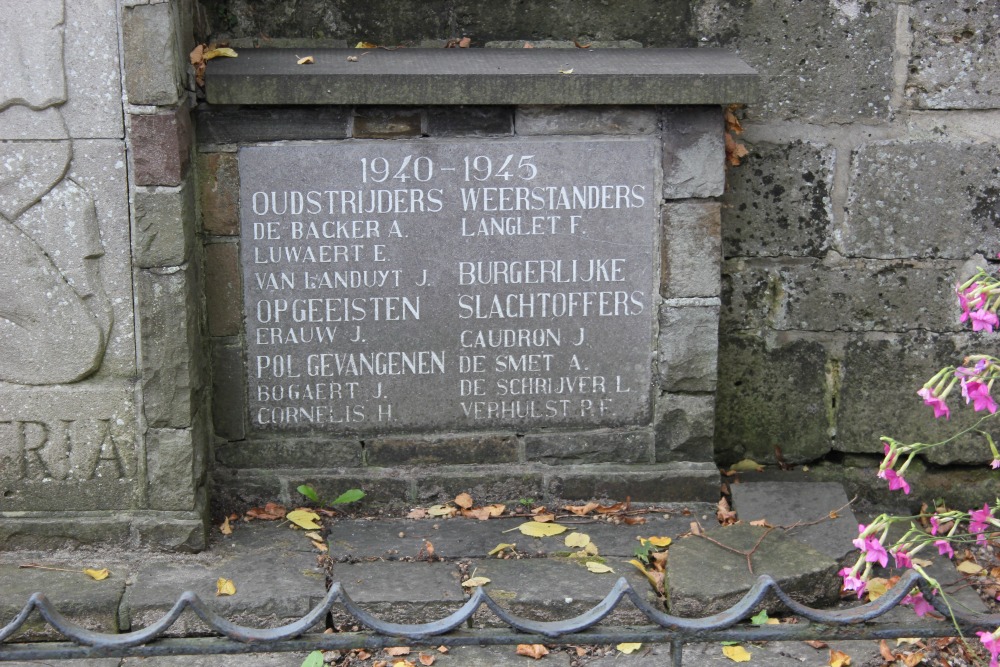 1940-1945
OUDSTRIJDERS
DE BACKER A.
LUWAERT E.
VAN LANDUYT J.
OPGEEISTEN
ERAUW J.
POL GEVANGENEN
BOGAERT J.
CORNELIS H.
WEERSTANDERS
LANGLET F.
BURGERLIJKE
SLACHTOFFERS
CAUDRON J
DE SMET A.
DE SCHRIJVER L.
VERHULST P.F.
TRIA